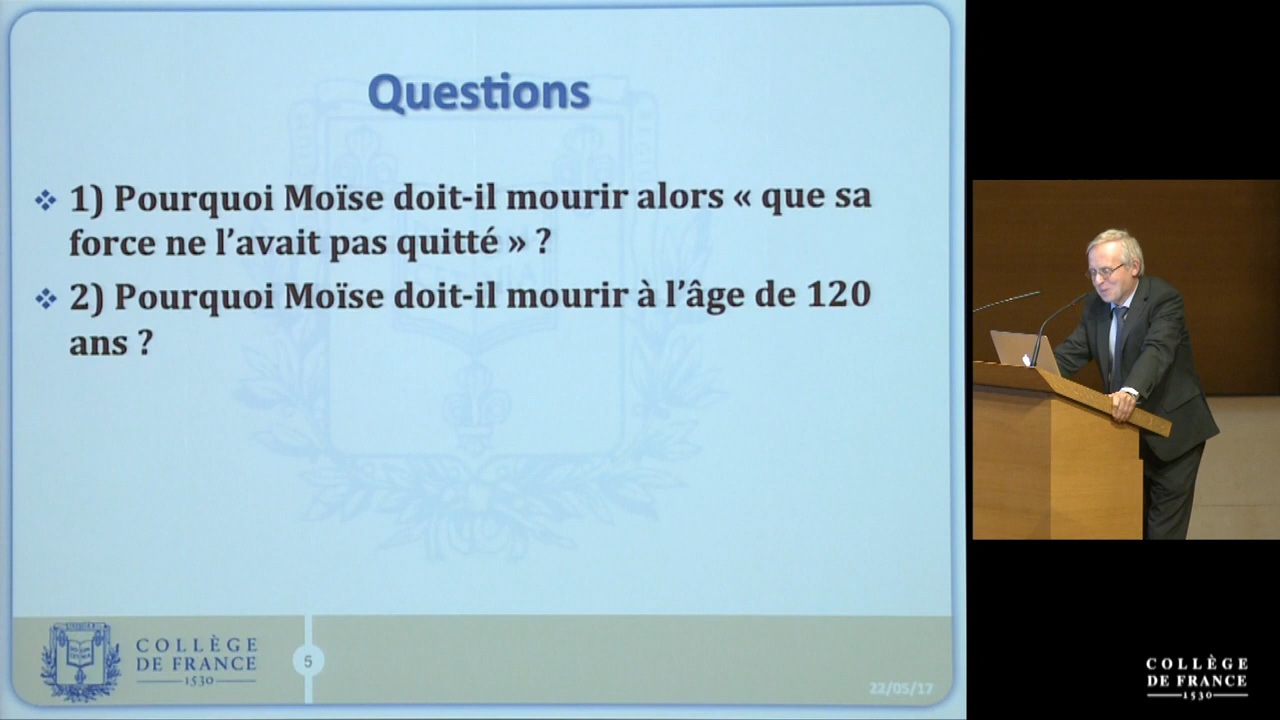 Questions
1) Pourquoi Moïse doit-il mourir alors « que sa
force ne l’avait pas quitté » ?
2) Pourquoi Moïse doit-il mourir à l’âge de 120
ans ?
COLLÈGE
DE FRANCE
1530
5
22/05/17
COLLÈGE
DE FRANCE
1530